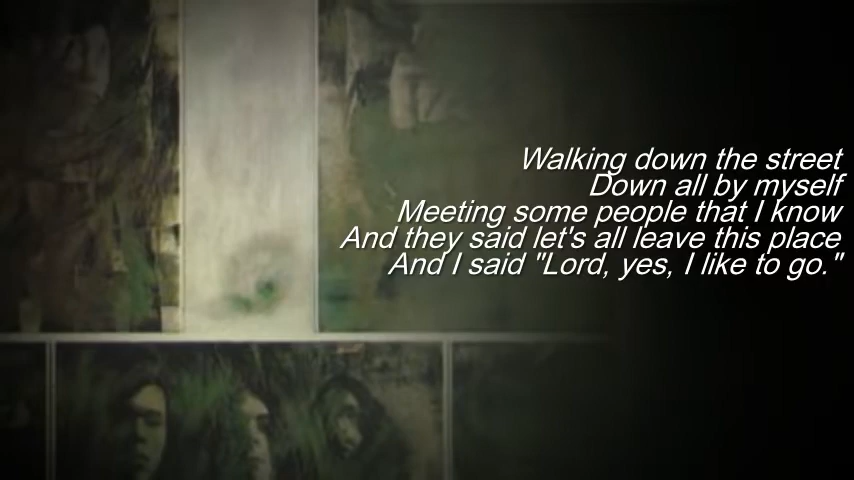 Walking down the street
Down all by myself
Meeting some people that I know
And they said let's all leave this place
And I said "Lord, yes, I like to go."